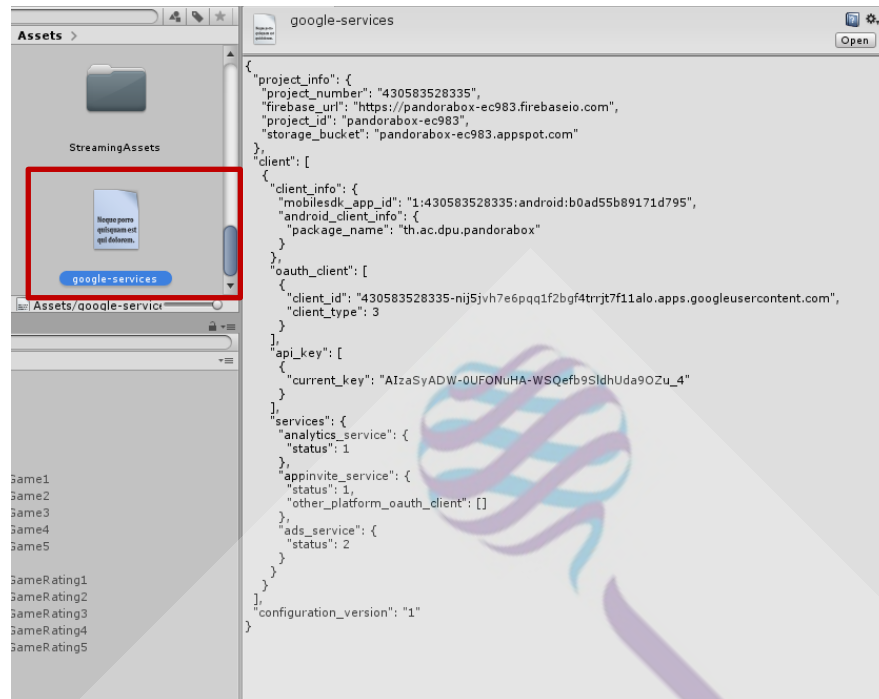 Assets >
StreamingAssets
Neque porro
quisquam est
qui dolorem.
google-services
Assets/google-service
Game1
Game2
Game3
Game4
Game5
GameRating1
GameRating2
GameRating3
GameRating4
GameRating5
google-services
Open
{
"project_info": {
"project_number": "430583528335",
"firebase_url": "https://pandorabox-ec983.firebaseio.com",
"project_id": "pandorabox-ec983",
"storage_bucket": "pandorabox-ec983.appspot.com"
},
"client": [
{
"client_info": {
"mobilesdk_app_id": "1:430583528335:android:b0ad55b89171d795",
"android_client_info": {
"package_name": "th.ac.dpu.pandorabox"
}
},
"oauth_client": [
{
"client_id": "430583528335-nij5jvh7e6pqq1f2bgf4trrjt7f11alo.apps.googleusercontent.com",
"client_type": 3
}
],
"api_key": [
{
"current_key": "AIzaSyADW-0UFONuHA-WSQefb9SldhUda9OZu_4"
}
],
"services": {
"analytics_service": {
"status": 1
},
"appinvite_service": {
"status": 1,
"other_platform_oauth_client": []
},
"ads_service": {
"status": 2
}
}
}
],
"configuration_version": "1"
}